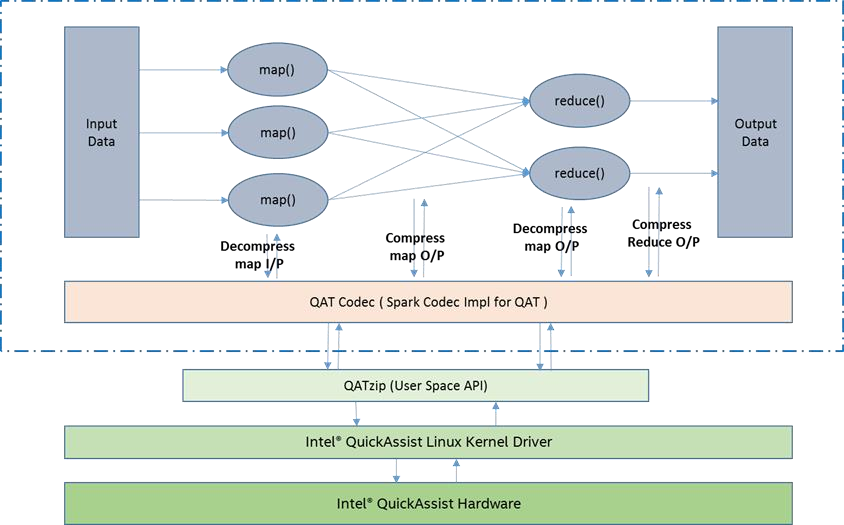 Input
Data
map()
map()
map()
reduce()
reduce()
Output
Data
Decompress
map I/P
Compress
map O/P
Decompress
map O/P
Compress
Reduce O/P
QAT Codec ( Spark Codec Impl for QAT )
QATzip (User Space API)
Intel® QuickAssist Linux Kernel Driver
Intel® QuickAssist Hardware